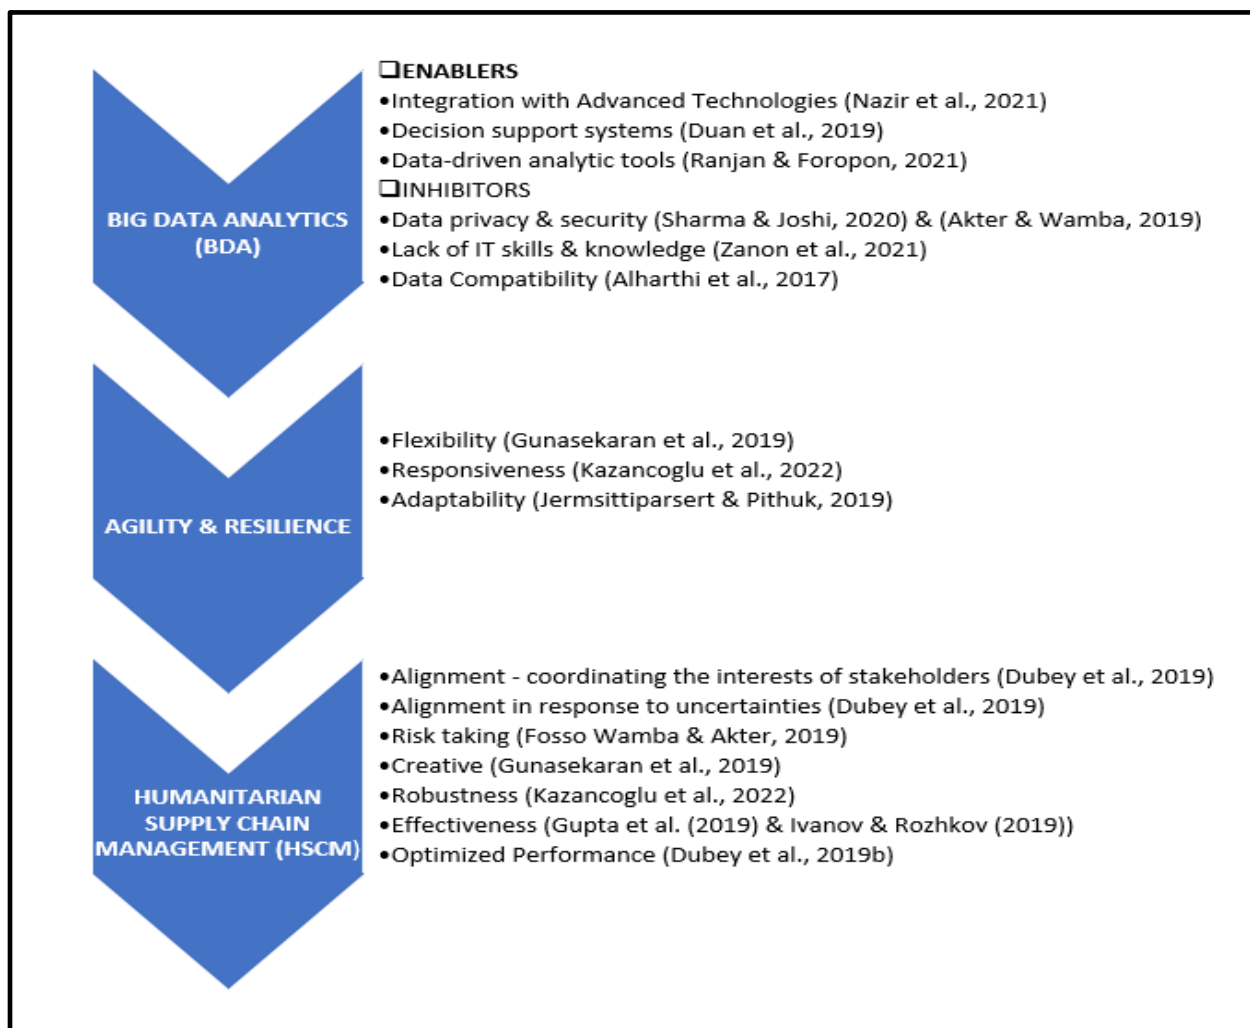 ❑ENABLERS
•Integration with Advanced Technologies (Nazir et al., 2021)
•Decision support systems (Duan et al., 2019)
•Data-driven analytic tools (Ranjan & Foropon, 2021)
❑INHIBITORS
•Data privacy & security (Sharma & Joshi, 2020) & (Akter & Wamba, 2019)
•Lack of IT skills & knowledge (Zanon et al., 2021)
•Data Compatibility (Alharthi et al., 2017)
BIG DATA ANALYTICS
(BDA)
•Flexibility (Gunasekaran et al., 2019)
•Responsiveness (Kazancoglu et al., 2022)
•Adaptability (Jermsittiparsert & Pithuk, 2019)
AGILITY & RESILIENCE
•Alignment - coordinating the interests of stakeholders (Dubey et al., 2019)
•Alignment in response to uncertainties (Dubey et al., 2019)
•Risk taking (Fosso Wamba & Akter, 2019)
•Creative (Gunasekaran et al., 2019)
•Robustness (Kazancoglu et al., 2022)
•Effectiveness (Gupta et al. (2019) & Ivanov & Rozhkov (2019))
•Optimized Performance (Dubey et al., 2019b)
HUMANITARIAN
SUPPLY CHAIN
MANAGEMENT (HSCM)